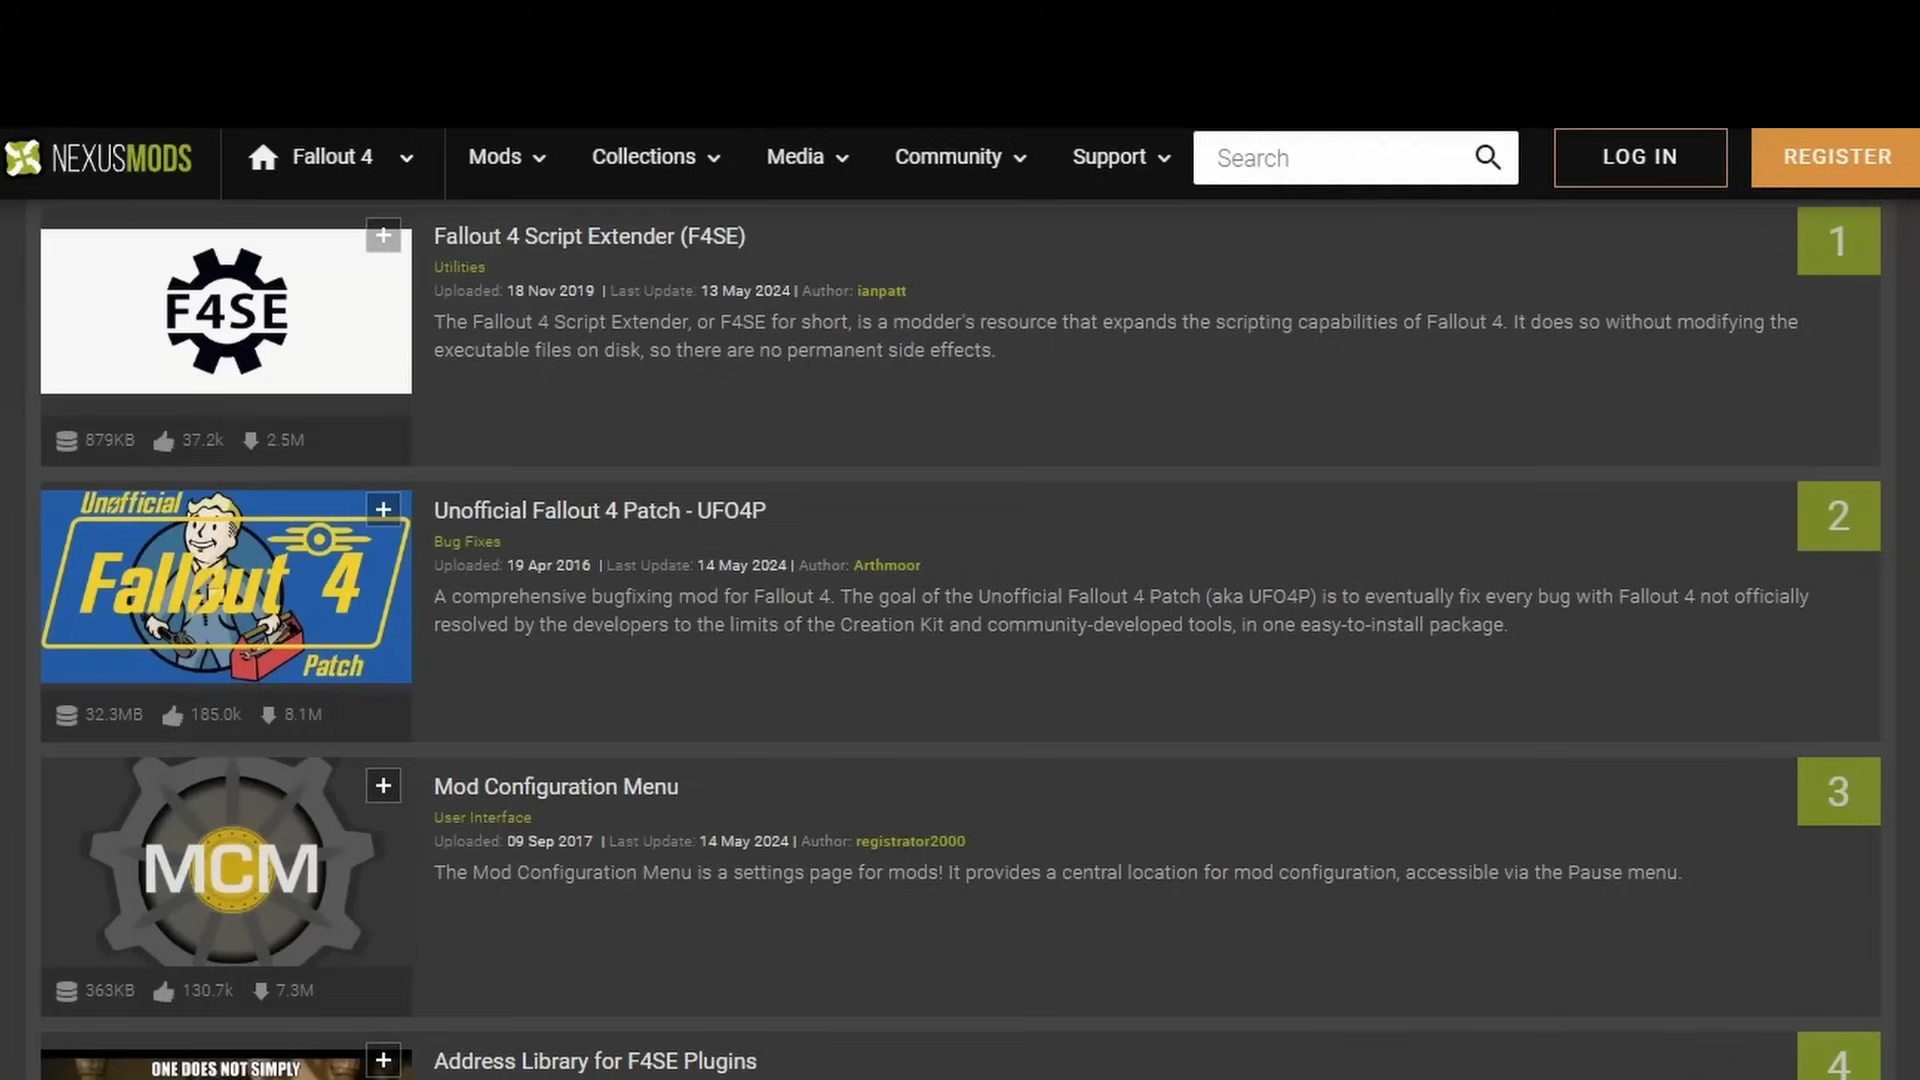 NEXUSMODS Fallout 4 Mods Collections Media Community Support Search LOG IN REGISTER
F4SE
879KB 37.2k 2.5M
Fallout 4 Script Extender (F4SE)
Utilities
Uploaded: 18 Nov 2019 | Last Update: 13 May 2024 | Author: ianpatt
The Fallout 4 Script Extender, or F4SE for short, is a modder's resource that expands the scripting capabilities of Fallout 4. It does so without modifying the
executable files on disk, so there are no permanent side effects.
1
Unofficial
Fallout 4
Patch
32.3MB 185.0k 8.1M
Unofficial Fallout 4 Patch - UFO4P
Bug Fixes
Uploaded: 19 Apr 2016 | Last Update: 14 May 2024 | Author: Arthmoor
A comprehensive bugfixing mod for Fallout 4. The goal of the Unofficial Fallout 4 Patch (aka UFO4P) is to eventually fix every bug with Fallout 4 not officially
resolved by the developers to the limits of the Creation Kit and community-developed tools, in one easy-to-install package.
2
MCM
363KB 130.7k 7.3M
Mod Configuration Menu
User Interface
Uploaded: 09 Sep 2017 | Last Update: 14 May 2024 | Author: registrator2000
The Mod Configuration Menu is a settings page for mods! It provides a central location for mod configuration, accessible via the Pause menu.
3
ONE DOES NOT SIMPLY
Address Library for F4SE Plugins
4